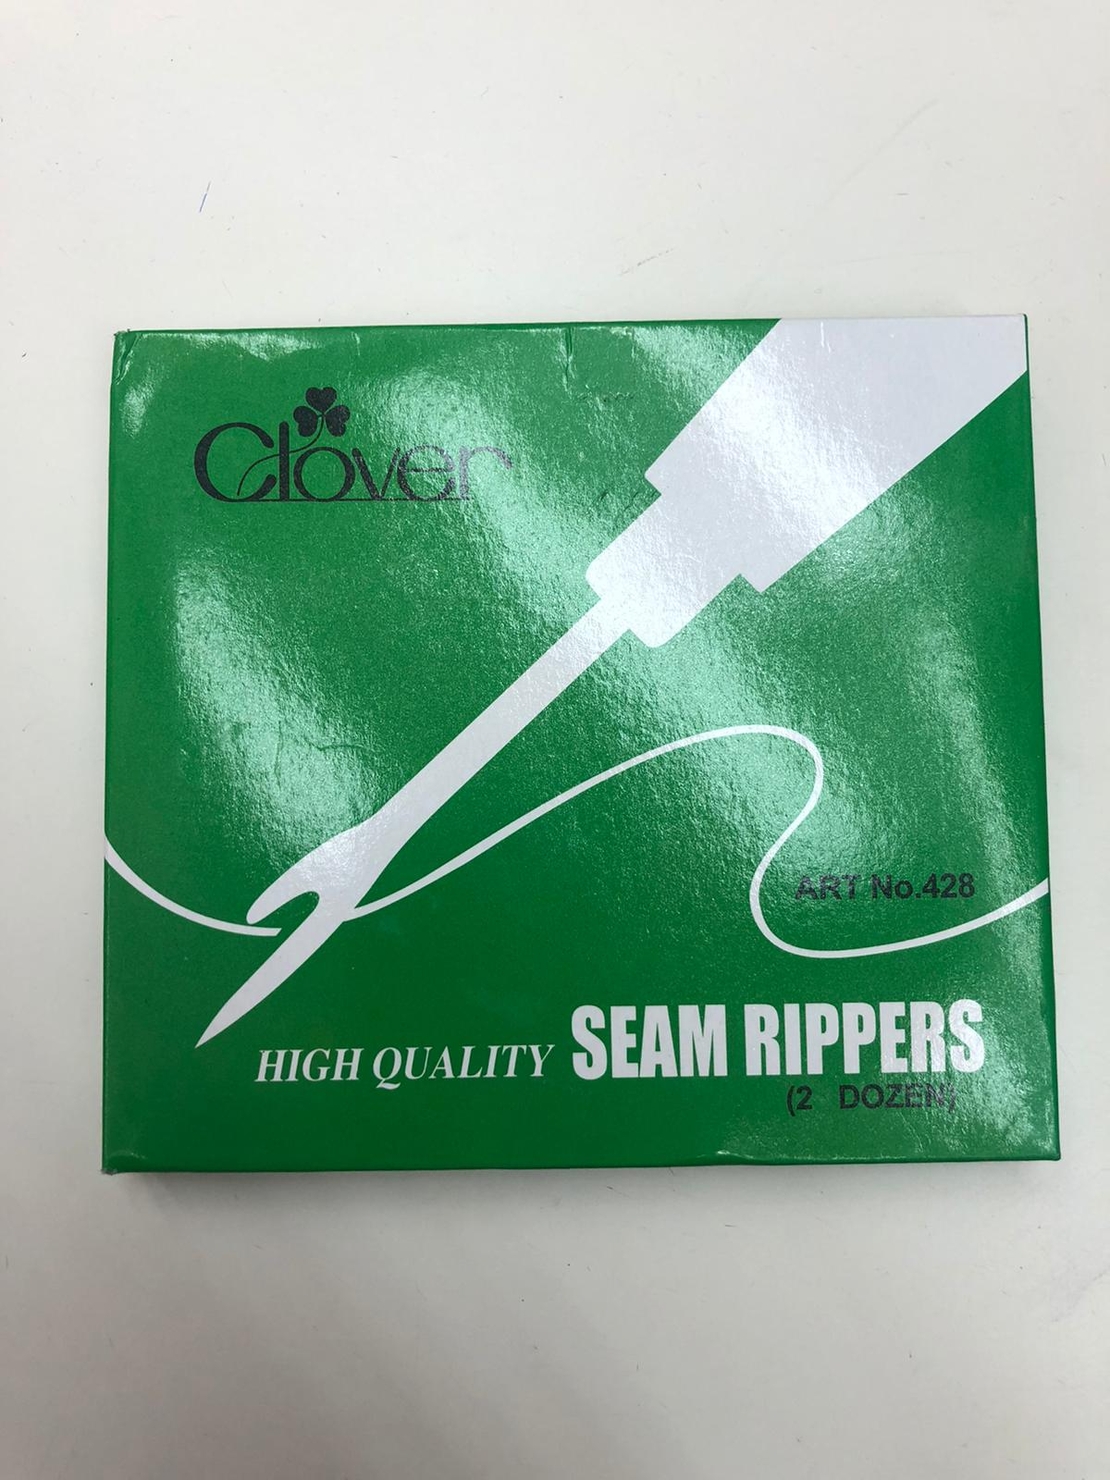 Clover
ART No.428
HIGH QUALITY SEAM RIPPERS
(2 DOZEN)